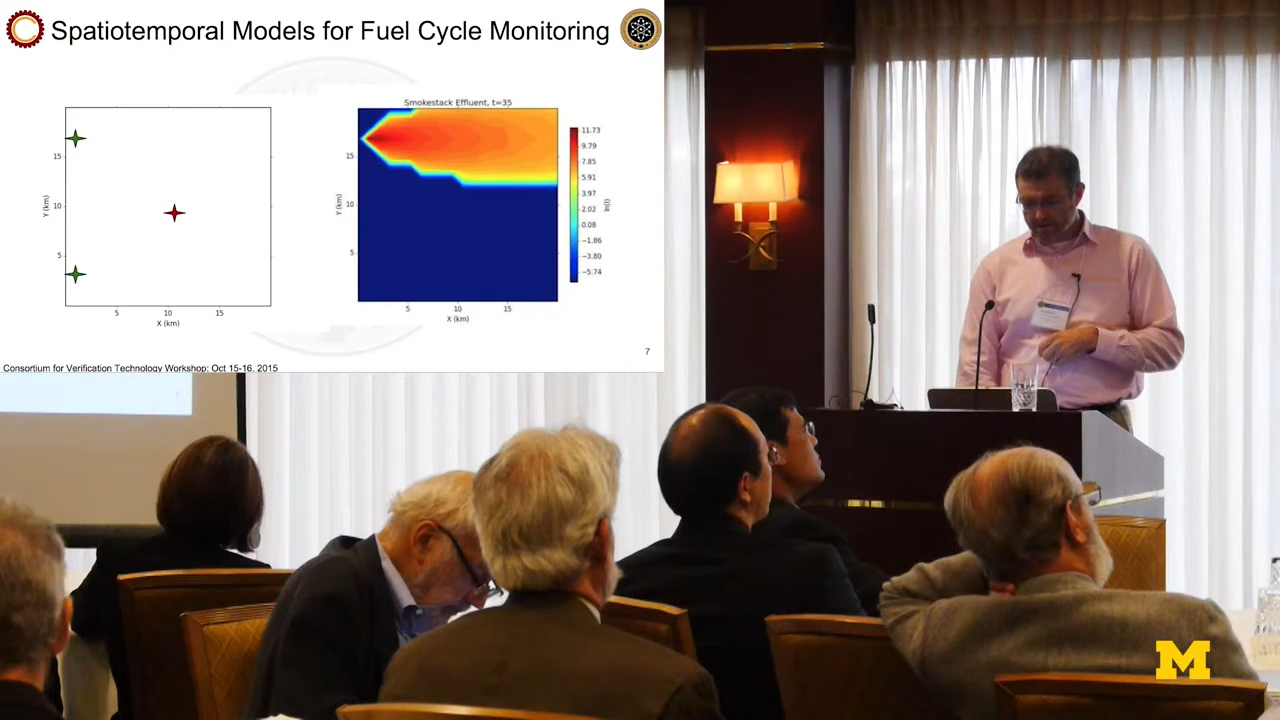 Spatiotemporal Models for Fuel Cycle Monitoring
Y (km)
15
10
5
5
10
15
X (km)
Smokestack Effluent, t=35
Y (km)
15
10
5
5
10
15
X (km)
11.73
9.79
7.85
5.91
3.97
2.02
0.08
−1.86
−3.80
−5.74
7
Consortium for Verification Technology Workshop: Oct 15-16, 2015
M